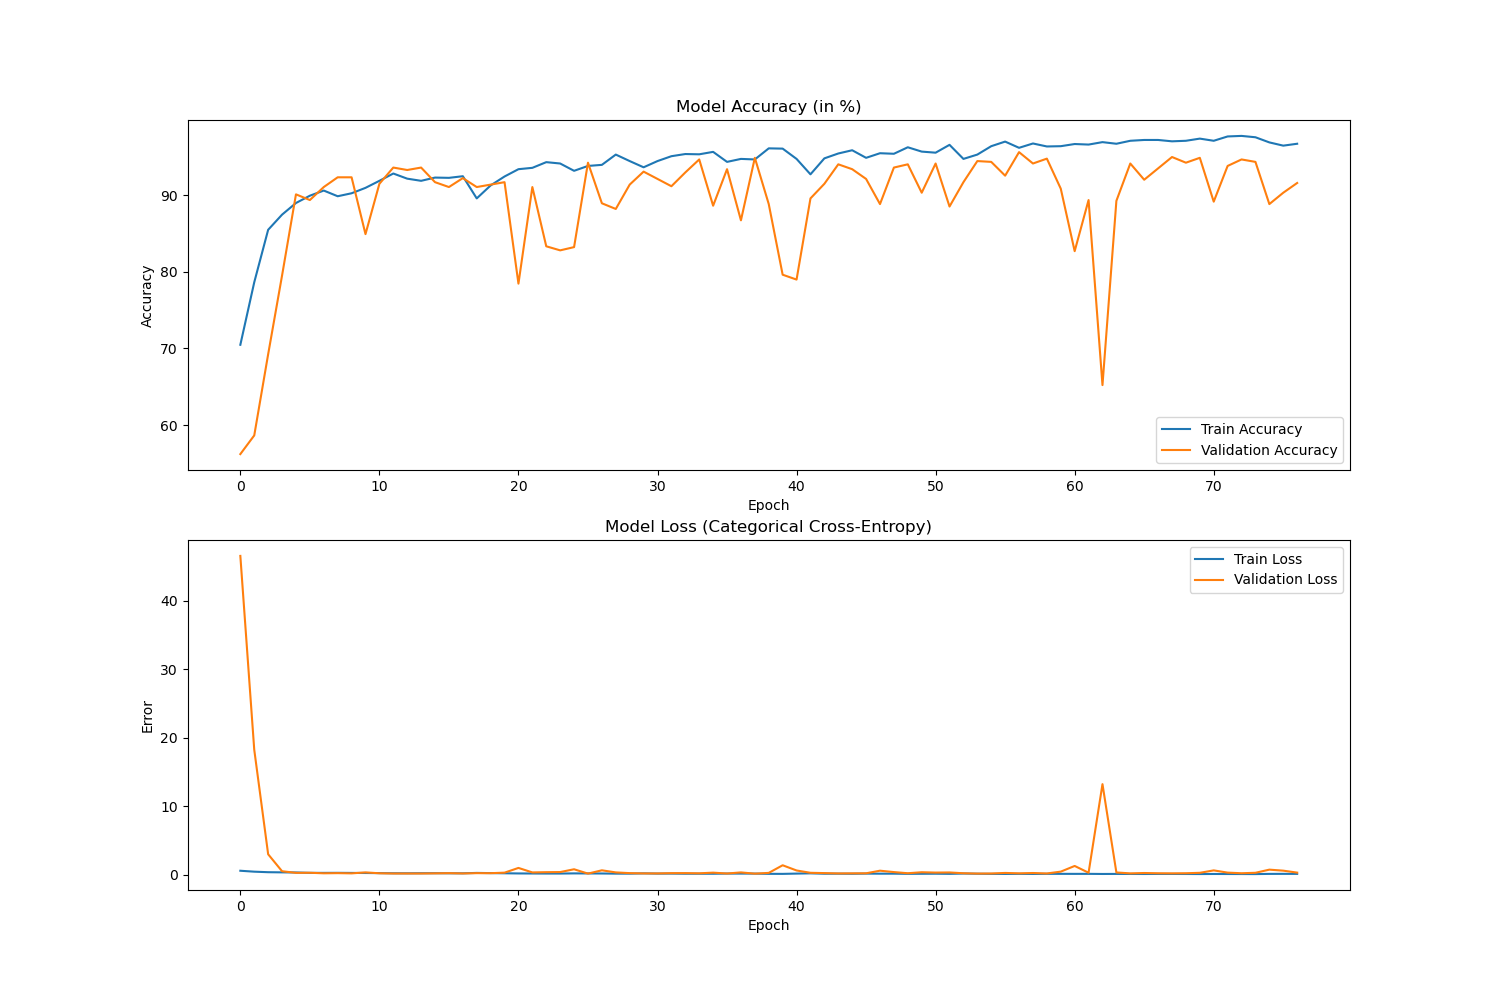 Model Accuracy (in %)
Accuracy
90
80
70
60
Train Accuracy
Validation Accuracy
0 10 20 30 40 50 60 70
Epoch
Model Loss (Categorical Cross-Entropy)
Error
40
30
20
10
0
Train Loss
Validation Loss
0 10 20 30 40 50 60 70
Epoch